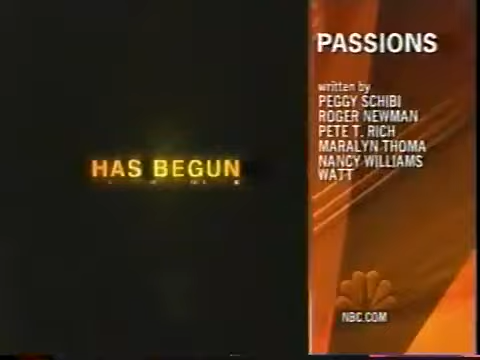 HAS BEGUN
PASSIONS
written by
PEGGY SCHIBI
ROGER NEWMAN
PETE T. RICH
MARALYN THOMA
NANCY WILLIAMS
WATT
NBC.COM